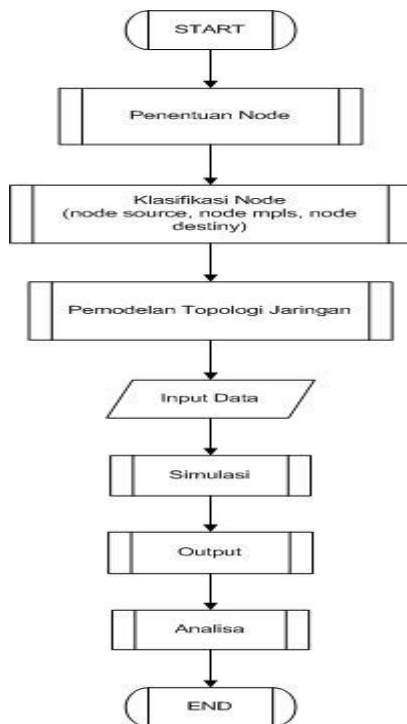 START
Penentuan Node
Klasifikasi Node
(node source, node mpls, node
destiny)
Pemodelan Topologi Jaringan
Input Data
Simulasi
Output
Analisa
END